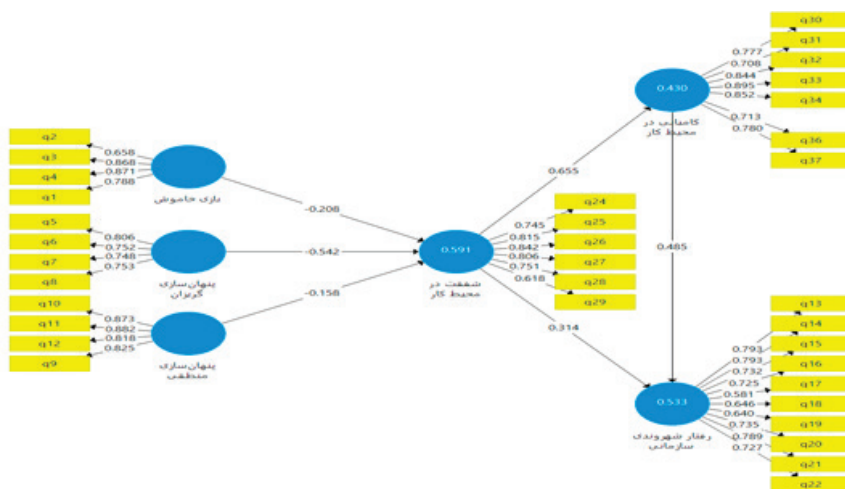 q2
q3
q4
q1
0.658
0.868
0.871
0.788
بازی خاموش
q5
q6
q7
q8
0.806
0.752
0.748
0.753
پنهان‌سازی
گریزان
q10
q11
q12
q9
0.873
0.882
0.818
0.825
پنهان‌سازی
منطقی
-0.208
-0.542
-0.158
0.591
شفقت در
محیط کار
q24
q25
q26
q27
q28
q29
0.745
0.815
0.842
0.806
0.751
0.618
0.655
0.314
0.485
0.430
کامیابی در
محیط کار
q30
q31
q32
q33
q34
q36
q37
0.777
0.708
0.844
0.895
0.852
0.713
0.780
0.533
رفتار شهروندی
سازمانی
q13
q14
q15
q16
q17
q18
q19
q20
q21
q22
0.793
0.793
0.732
0.725
0.581
0.646
0.640
0.735
0.789
0.727